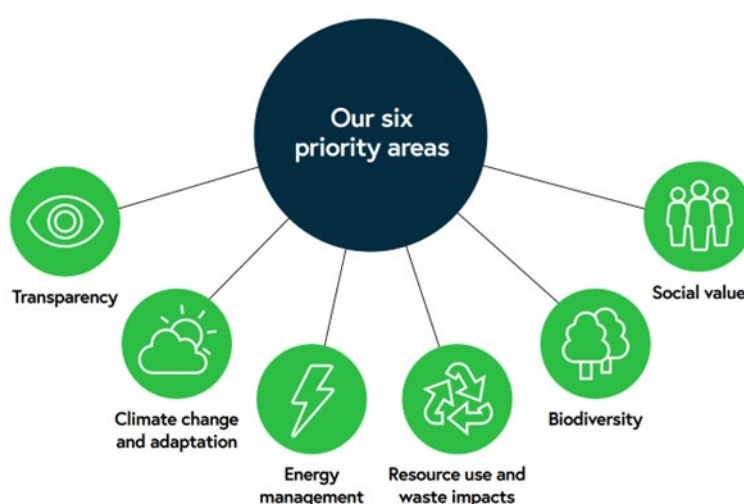 Our six
priority areas
Transparency
Climate change
and adaptation
Energy
management
Resource use and
waste impacts
Biodiversity
Social value